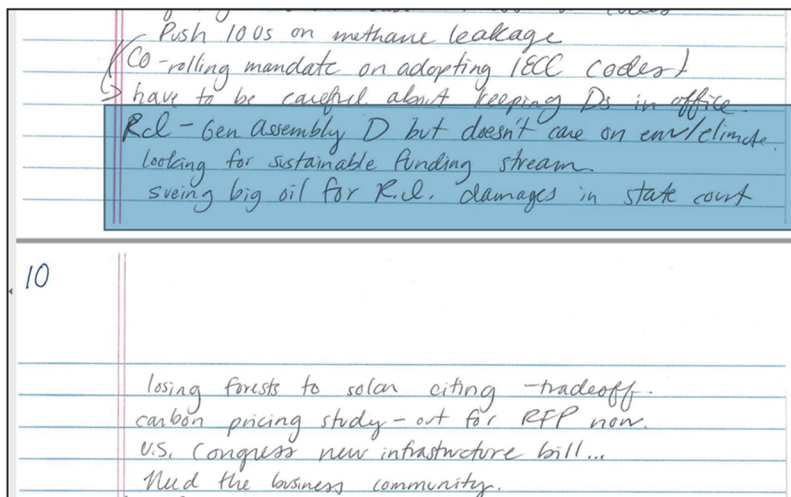 Push IOUs on methane leakage
CO-rolling mandate on adopting IECC codes!
have to be careful about keeping Ds in office
R.I - Gen Assembly D but doesn't care on env/climate.
looking for sustainable funding stream
sueing big oil for R.I. damages in state court
10
losing forests to solar citing - tradeoff.
carbon pricing study - out for RFP now.
U.S. Congress new infrastructure bill...
Need the business community.